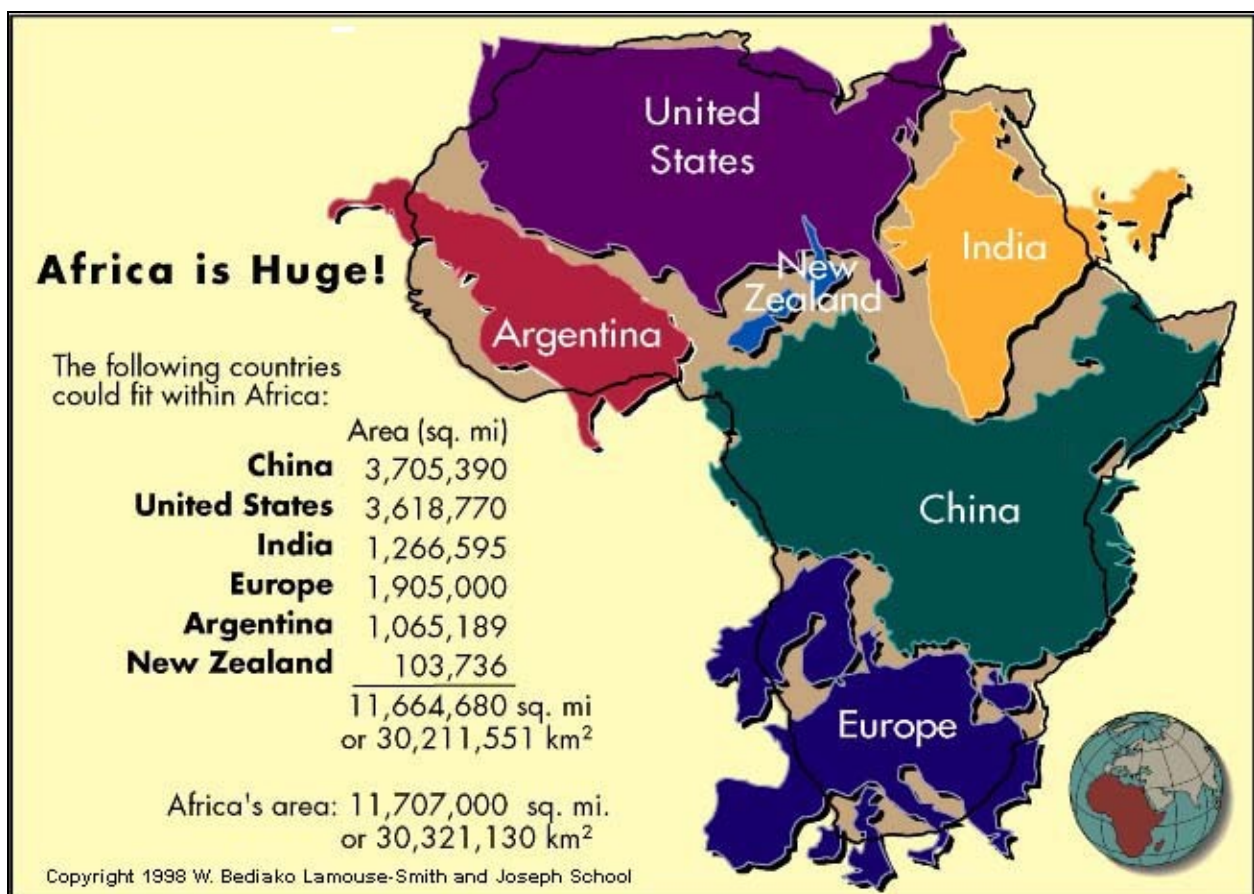 United
States
India
New
Zealand
Africa is Huge!
Argentina
The following countries
could fit within Africa:
Area (sq. mi)
China 3,705,390
United States 3,618,770
India 1,266,595
Europe 1,905,000
Argentina 1,065,189
New Zealand 103,736
11,664,680 sq. mi
or 30,211,551 km²
China
Europe
Africa's area: 11,707,000 sq. mi.
or 30,321,130 km²
Copyright 1998 W. Bediako Lamouse-Smith and Joseph School